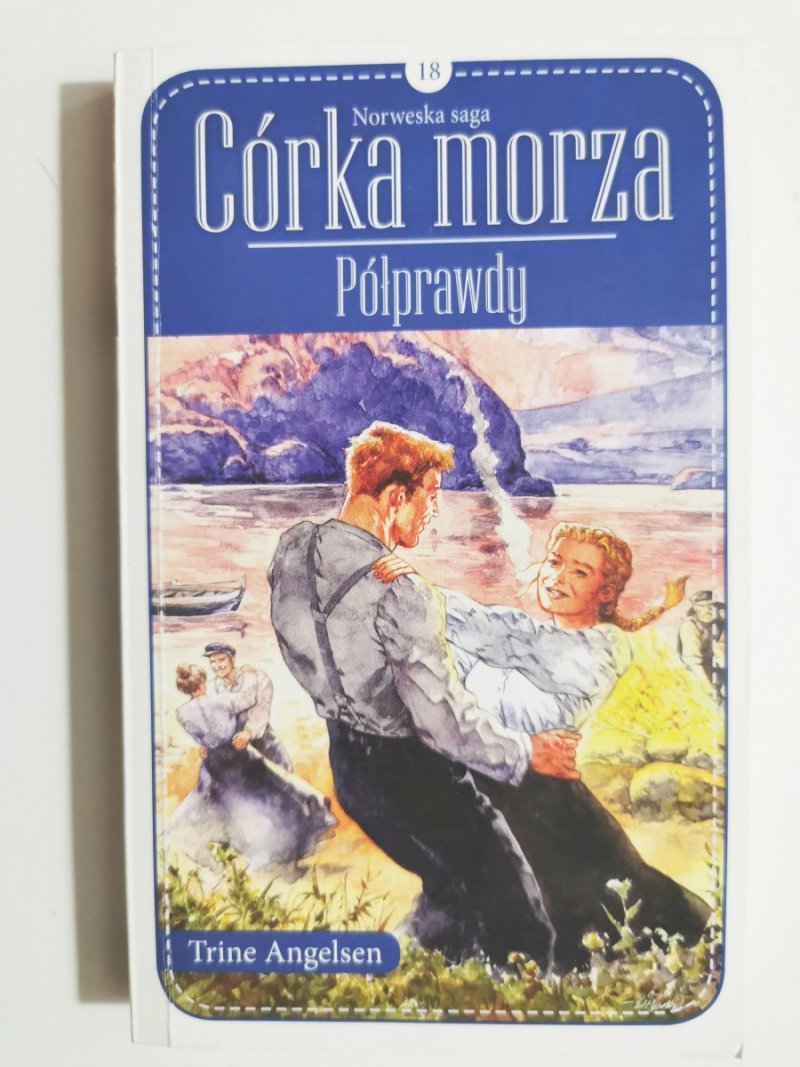 18
Norweska saga
Córka morza
Półprawdy
Trine Angelsen